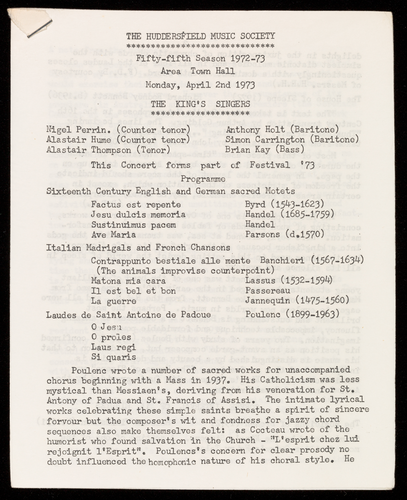 THE HUDDERSFIELD MUSIC SOCIETY
*******************************
Fifty-fifth Season 1972-73
Area Town Hall
Monday, April 2nd 1973
THE KING'S SINGERS
*********************
Nigel Perrin. (Counter tenor) Anthony Holt (Baritone)
Alastair Hume (Counter tenor) Simon Carrington (Baritone)
Alastair Thompson (Tenor) Brian Kay (Bass)
This Concert forms part of Festival '73
Programme
Sixteenth Century English and German sacred Motets
Factus est repente Byrd (1543-1623)
Jesu dulcis memoria Handel (1685-1759)
Sustinuimus pacem Handel
Ave Maria Parsons (d.1570)
Italian Madrigals and French Chansons
Contrappunto bestiale alle mente Banchieri (1567-1634)
(The animals improvise counterpoint)
Matona mia cara Lassus (1532-1594)
Il est bel et bon Passereau
La guerre Jannequin (1475-1560)
Laudes de Saint Antoine de Padoue Poulenc (1899-1963)
O Jesu
O proles
Laus regi
Si quaris
Poulenc wrote a number of sacred works for unaccompanied
chorus beginning with a Mass in 1937. His Catholicism was less
mystical than Messiaen's, deriving from his veneration for St.
Antony of Padua and St. Francis of Assisi. The intimate lyrical
works celebrating these simple saints breathe a spirit of sincere
forvour but the composer's wit and fondness for jazzy chord
sequences also make themselves felt: as Cocteau wrote of the
humorist who found salvation in the Church - "L'esprit chez lui
rejoignit l'Esprit". Poulencs's concern for clear prosody no
doubt influenced the homophonic nature of his choral style. He